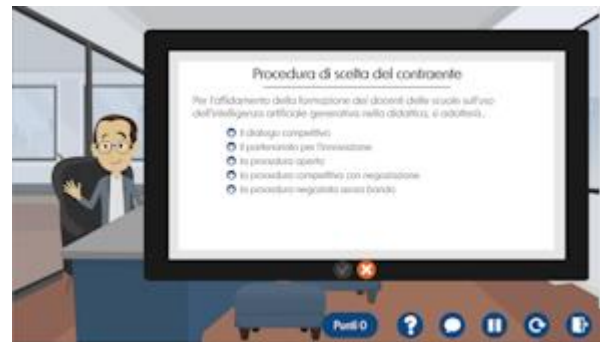 Procedura di scelta del contraente
Per l'affidamento della formazione dei docenti delle scuole sull'uso
dell'intelligenza artificiale generativa nella didattica, si adotterà...
il dialogo competitivo
il partenariato per l'innovazione
la procedura aperta
la procedura competitiva con negoziazione
la procedura negoziata senza bando
Punti 0
?